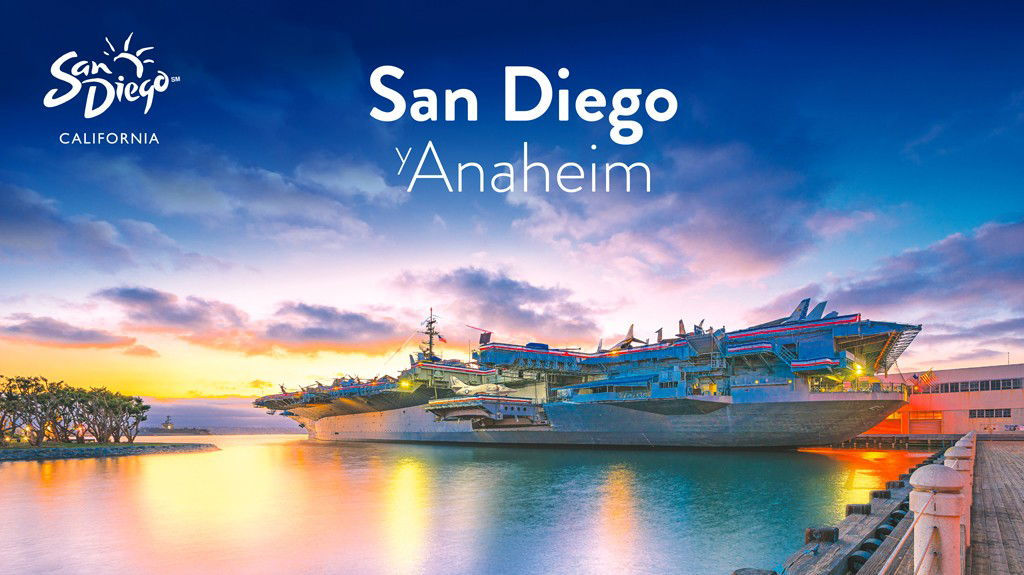 San
Diego
SM
CALIFORNIA
San Diego
y Anaheim